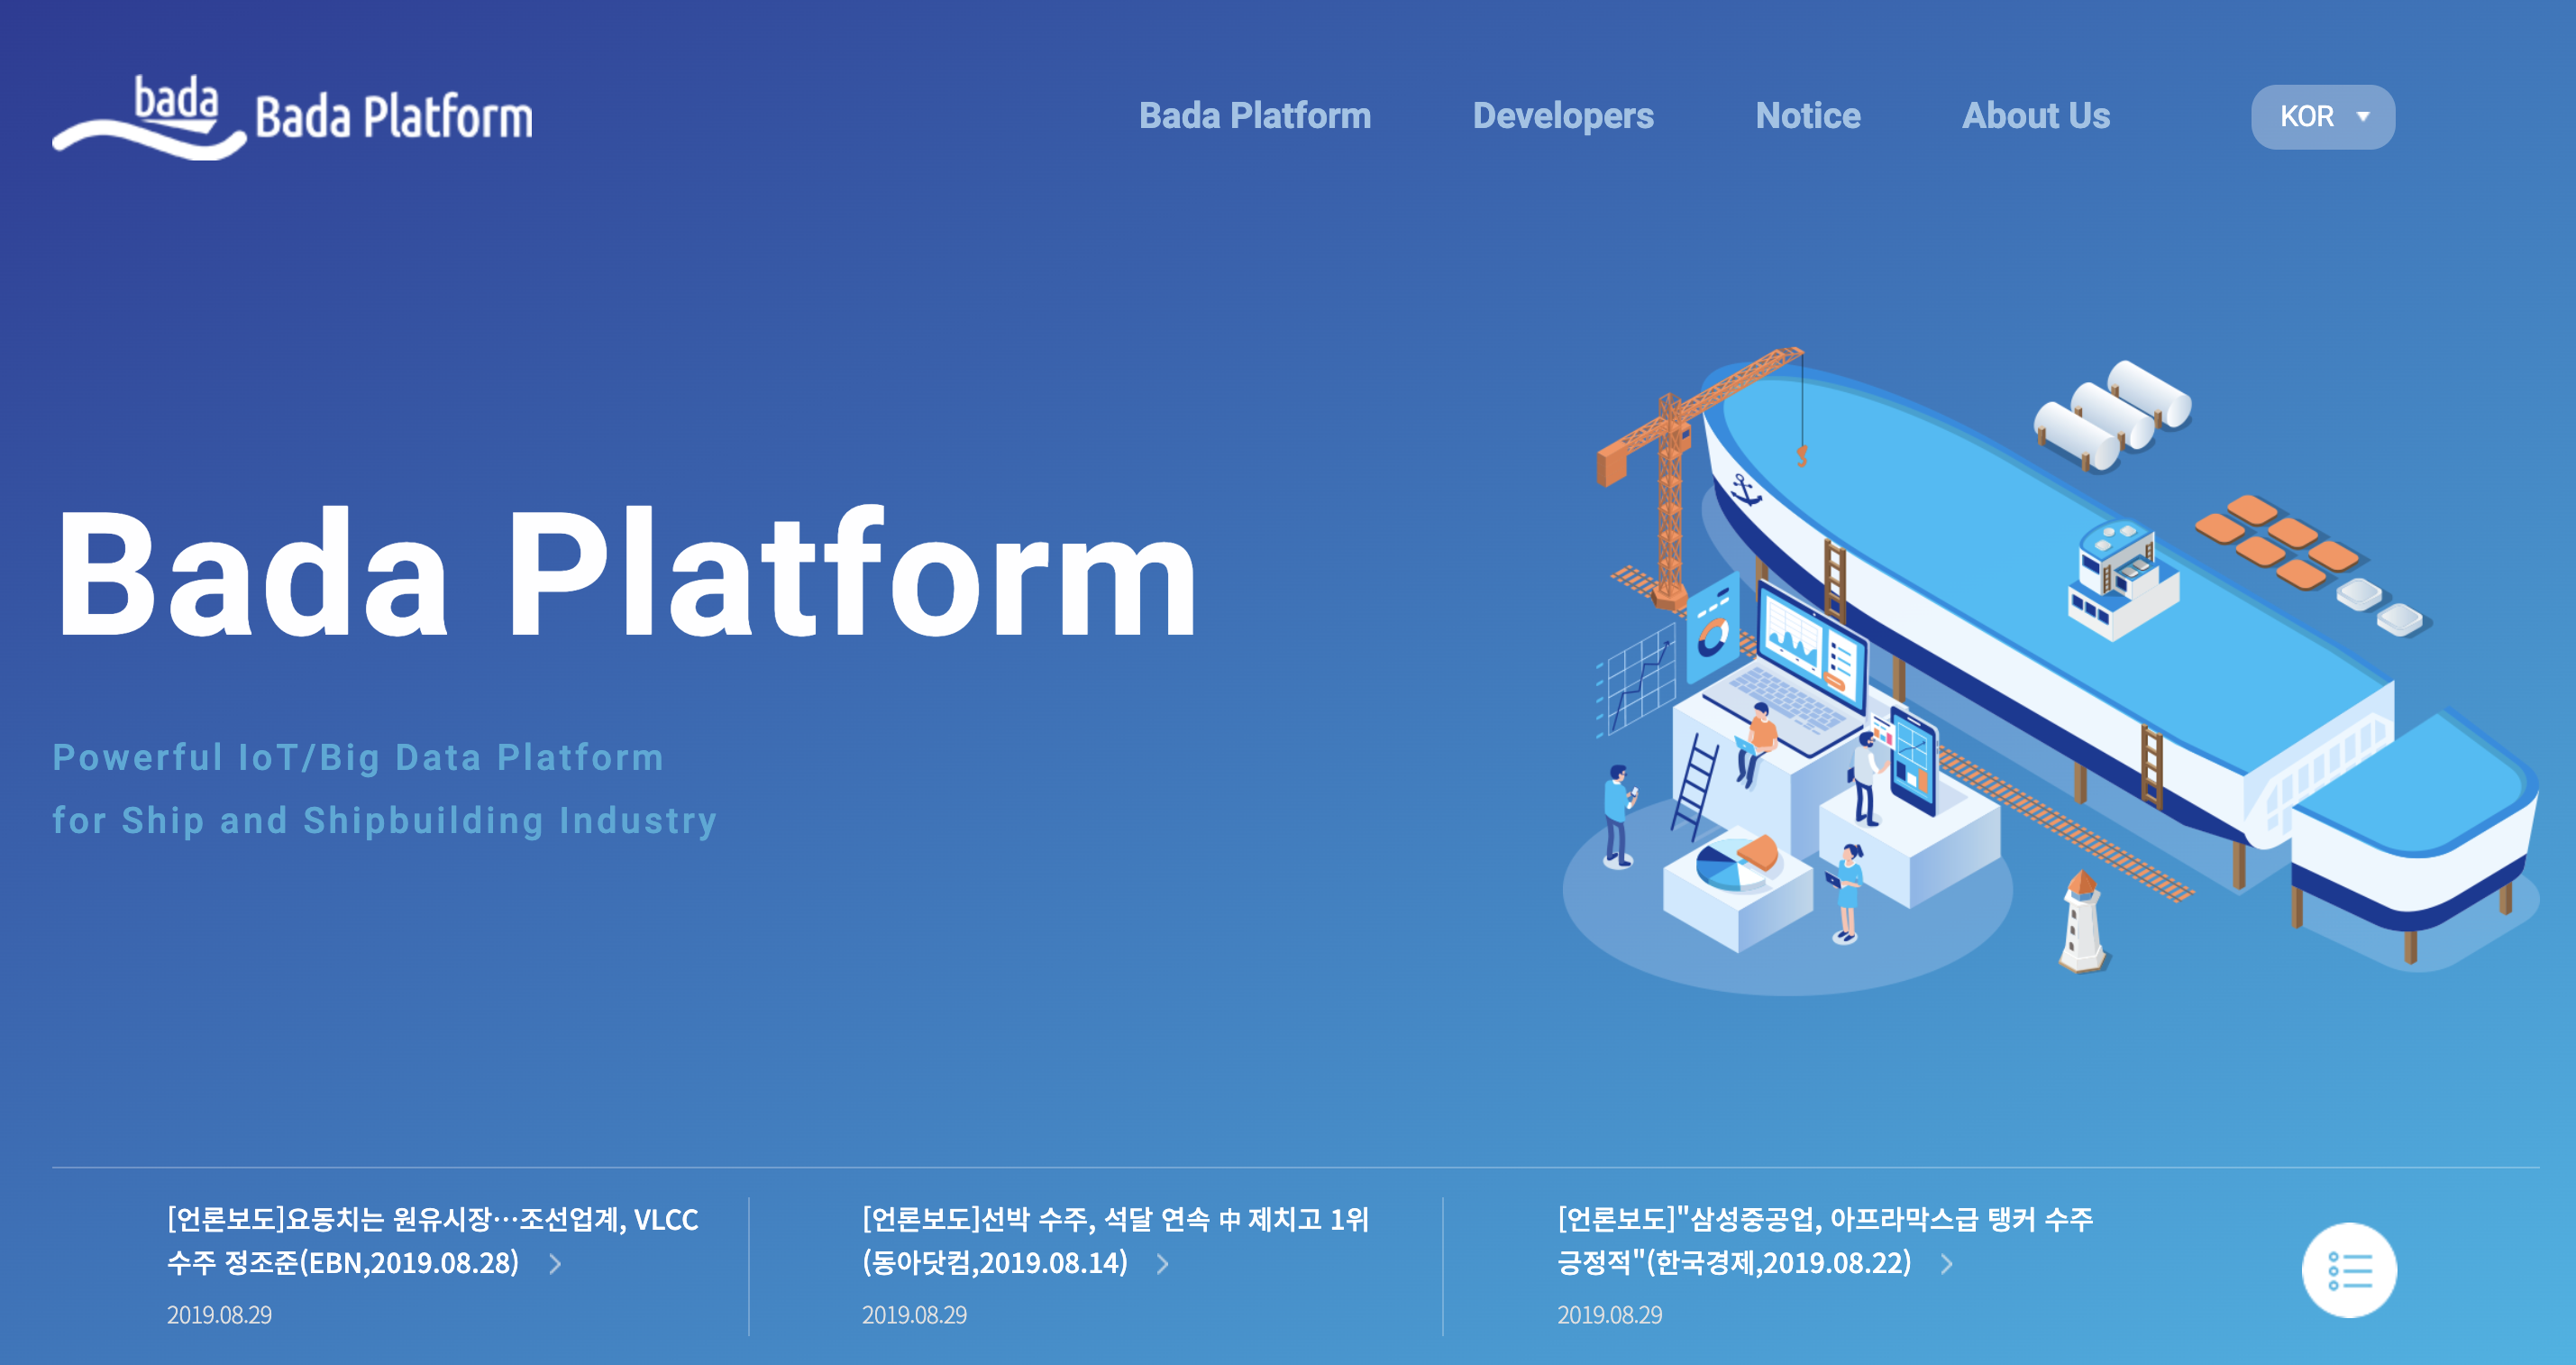 bada
Bada Platform
Bada Platform
Developers
Notice
About Us
KOR
Bada Platform
Powerful IoT/Big Data Platform
for Ship and Shipbuilding Industry
[언론보도]요동치는 원유시장…조선업계, VLCC
수주 정조준(EBN,2019.08.28)
2019.08.29
[언론보도]선박 수주, 석달 연속 中 제치고 1위
(동아닷컴,2019.08.14)
2019.08.29
[언론보도]"삼성중공업, 아프라막스급 탱커 수주
긍정적"(한국경제,2019.08.22)
2019.08.29